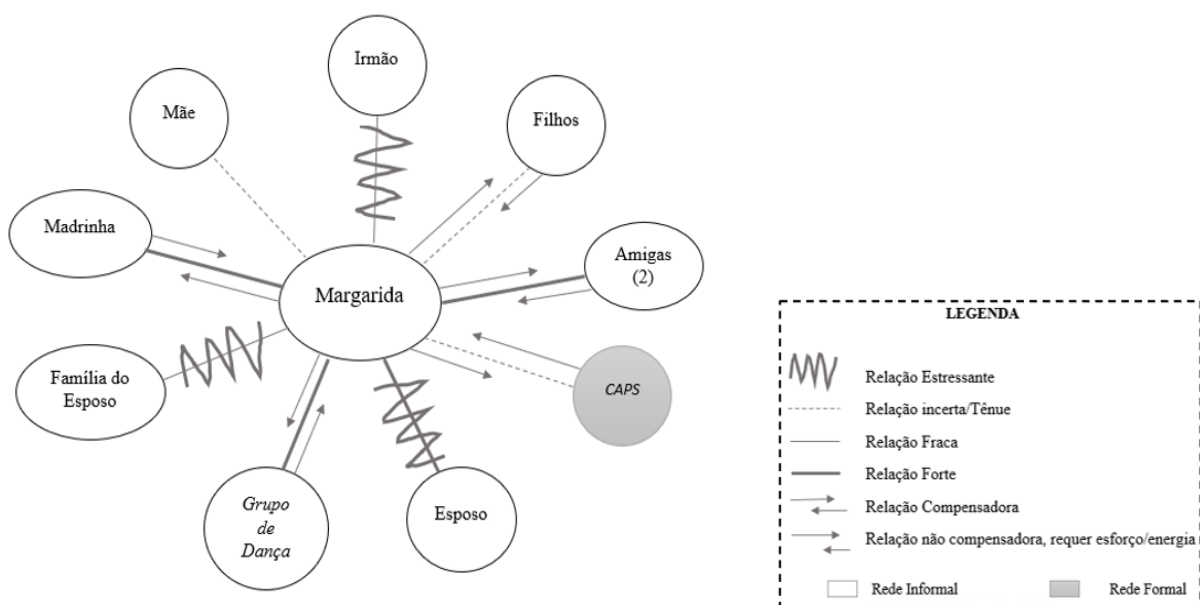 Irmão
Mãe
Filhos
Madrinha
Amigas
(2)
Margarida
Família do
Esposo
CAPS
Grupo
de
Dança
Esposo
LEGENDA
Relação Estressante
Relação incerta/Tênue
Relação Fraca
Relação Forte
Relação Compensadora
Relação não compensadora, requer esforço/energia
Rede Informal
Rede Formal